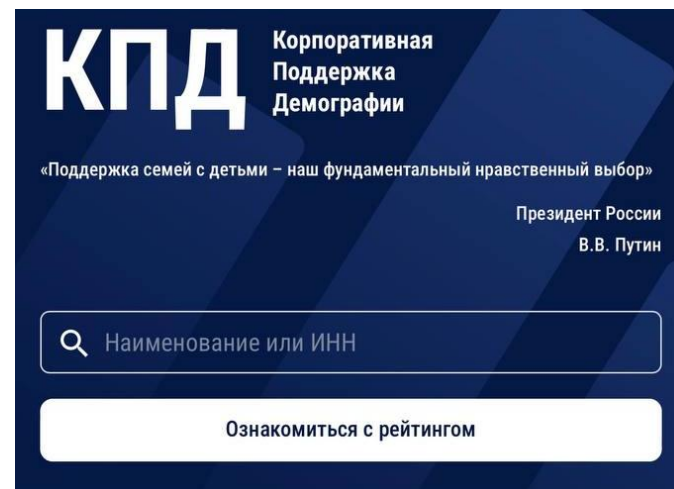 КПД
Корпоративная
Поддержка
Демографии
«Поддержка семей с детьми – наш фундаментальный нравственный выбор»
Президент России
В.В. Путин
Наименование или ИНН
Ознакомиться с рейтингом